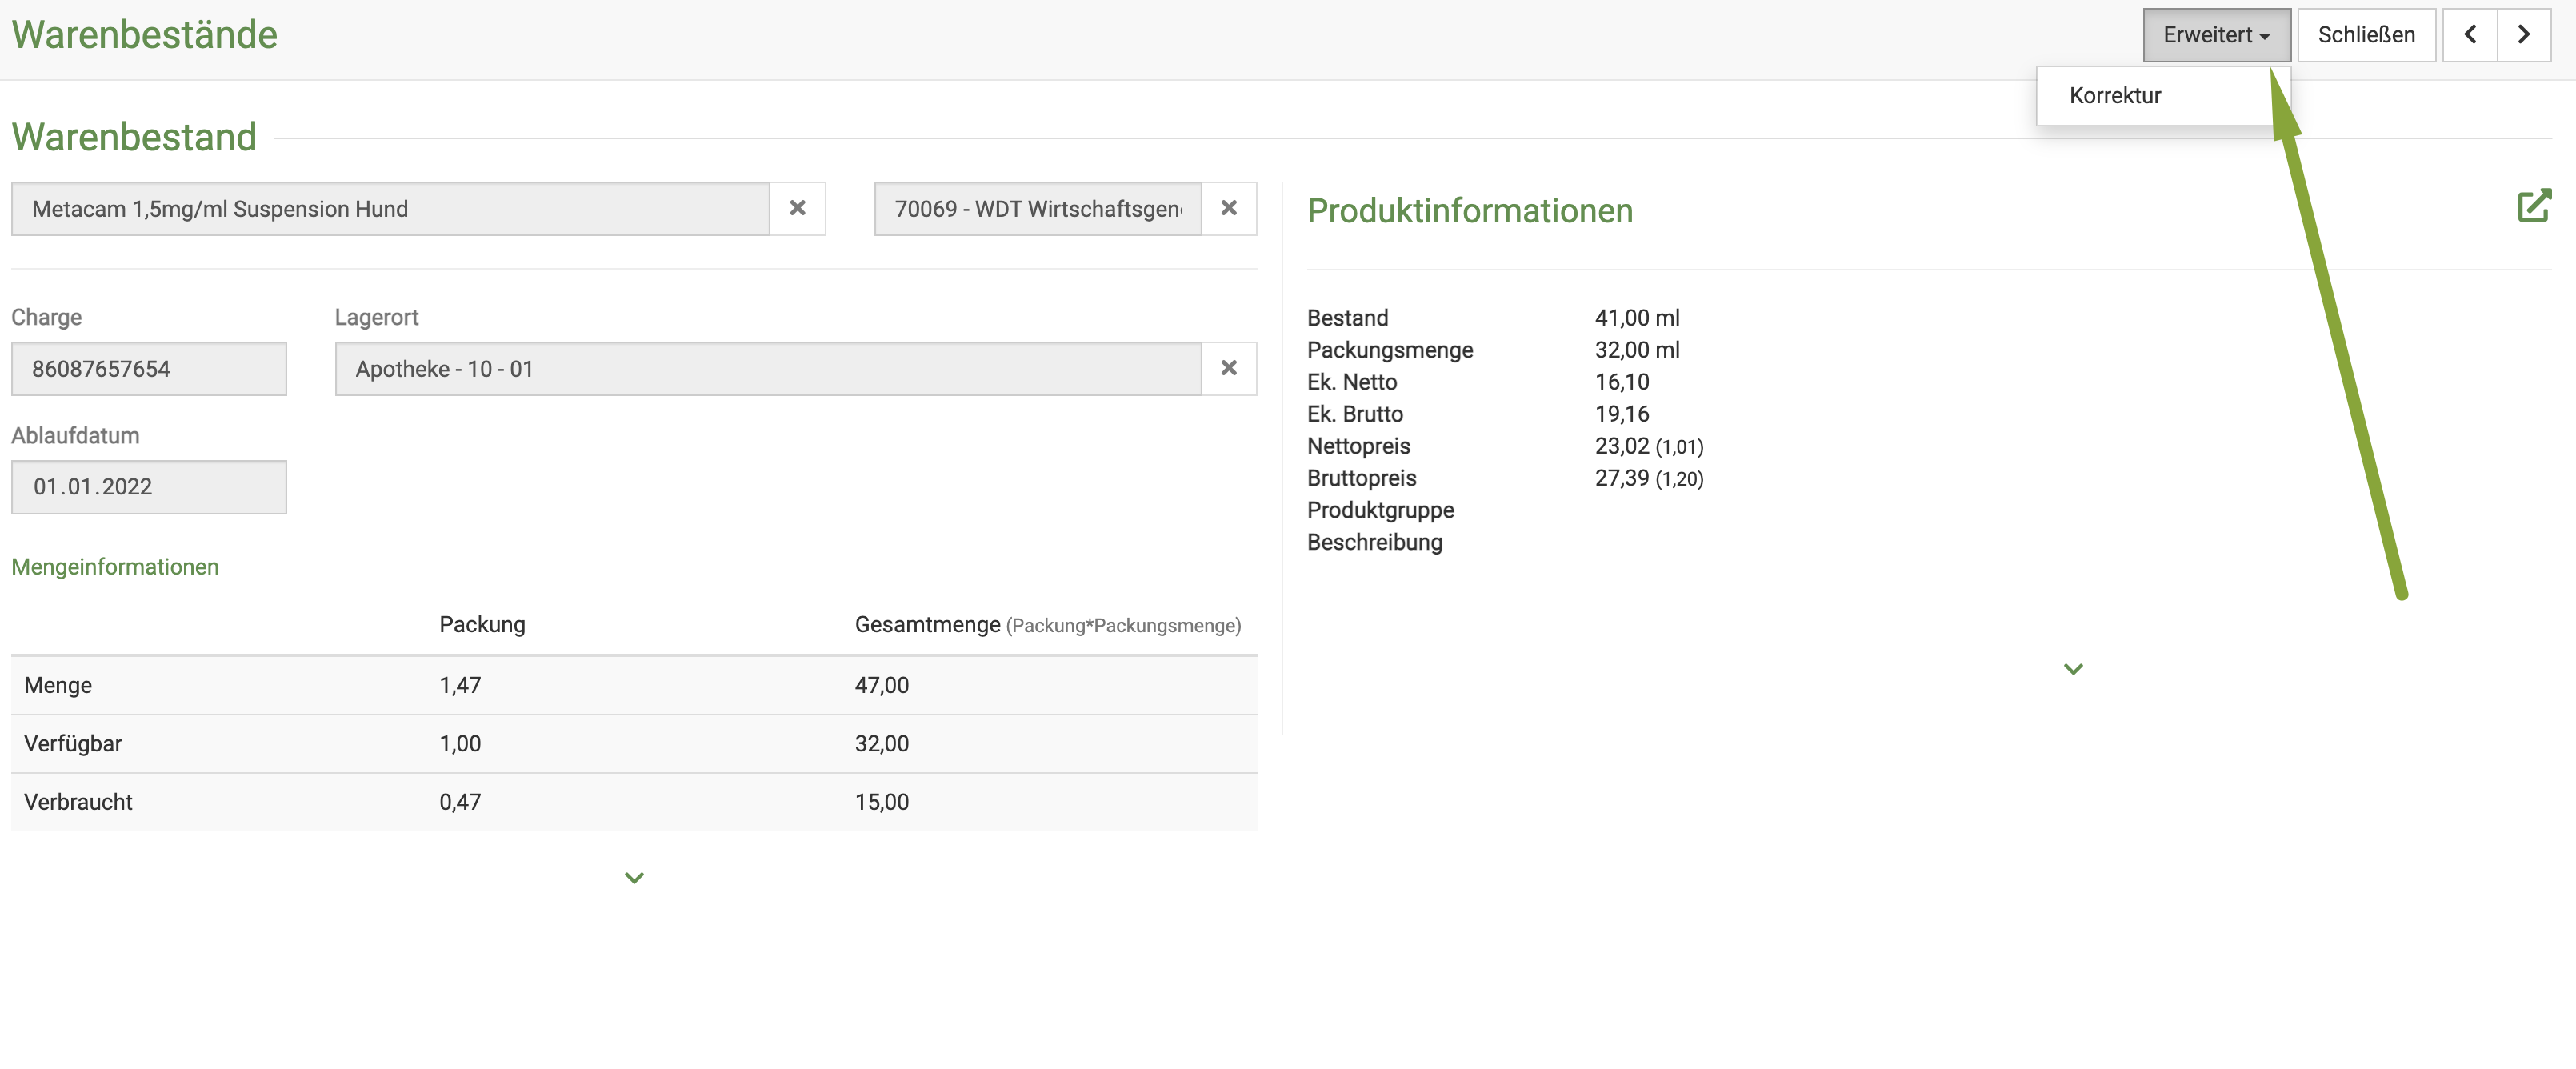 Warenbestände
Erweitert
Schließen
Korrektur
Warenbestand
Metacam 1,5mg/ml Suspension Hund
70069 - WDT Wirtschaftsgen
Charge
Lagerort
86087657654
Apotheke - 10 - 01
Ablaufdatum
01.01.2022
Mengeinformationen
Packung Gesamtmenge (Packung*Packungsmenge)
Menge 1,47 47,00
Verfügbar 1,00 32,00
Verbraucht 0,47 15,00
Produktinformationen
Bestand 41,00 ml
Packungsmenge 32,00 ml
Ek. Netto 16,10
Ek. Brutto 19,16
Nettopreis 23,02 (1,01)
Bruttopreis 27,39 (1,20)
Produktgruppe
Beschreibung